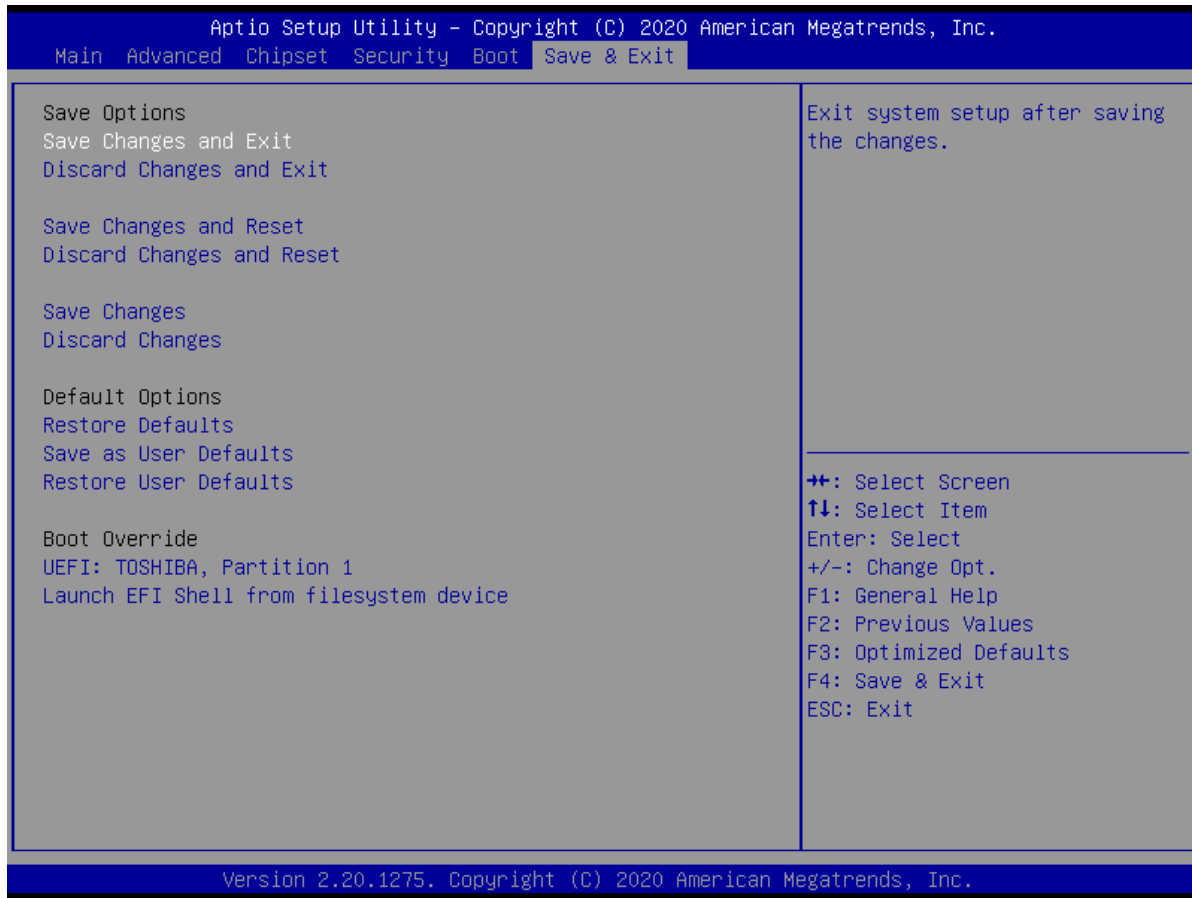 Aptio Setup Utility – Copyright (C) 2020 American Megatrends, Inc.
Main Advanced Chipset Security Boot Save & Exit
Save Options
Save Changes and Exit
Discard Changes and Exit
Save Changes and Reset
Discard Changes and Reset
Save Changes
Discard Changes
Default Options
Restore Defaults
Save as User Defaults
Restore User Defaults
Boot Override
UEFI: TOSHIBA, Partition 1
Launch EFI Shell from filesystem device
Exit system setup after saving
the changes.
→←: Select Screen
↑↓: Select Item
Enter: Select
+/-: Change Opt.
F1: General Help
F2: Previous Values
F3: Optimized Defaults
F4: Save & Exit
ESC: Exit
Version 2.20.1275. Copyright (C) 2020 American Megatrends, Inc.